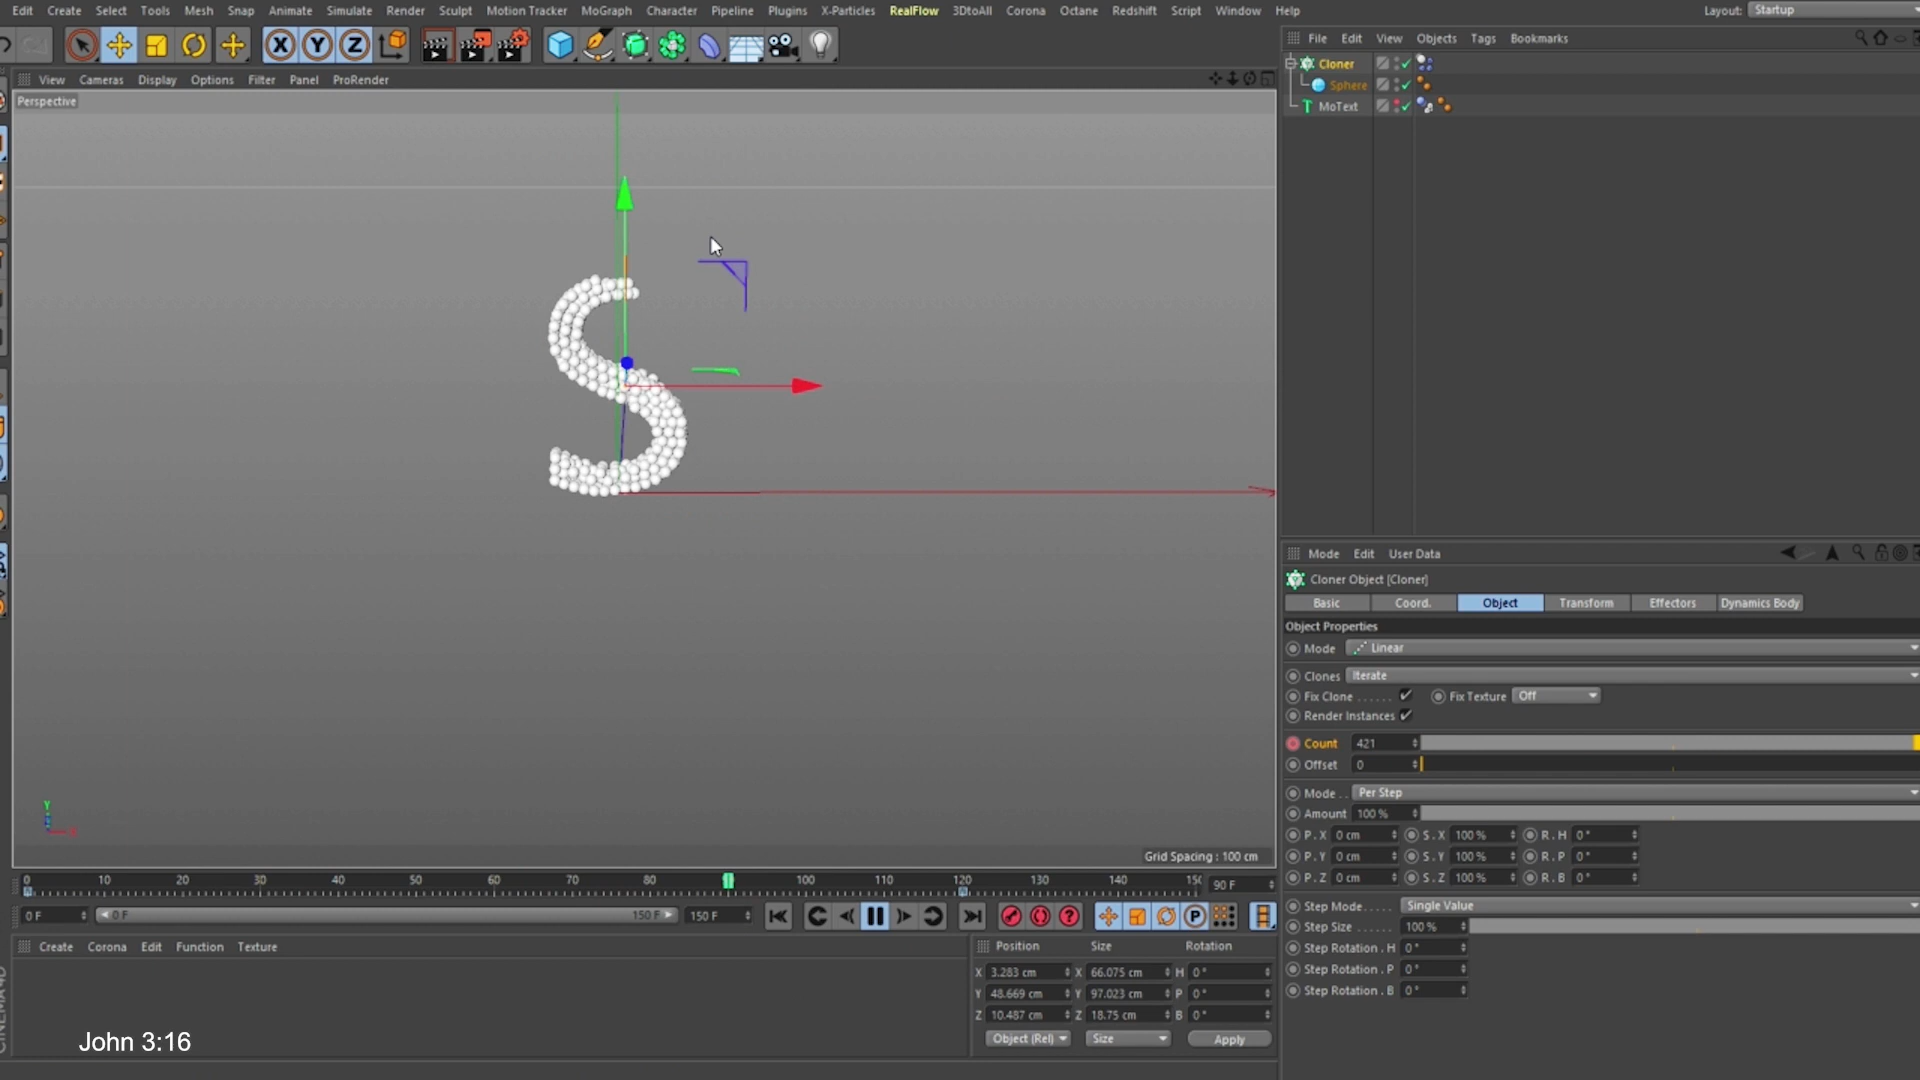 Edit Create Select Tools Mesh Snap Animate Simulate Render Sculpt Motion Tracker MoGraph Character Pipeline Plugins X-Particles RealFlow 3DtoAll Corona Octane Redshift Script Window Help Layout: Startup
X Y Z
File Edit View Objects Tags Bookmarks
View Cameras Display Options Filter Panel ProRender
Perspective
Cloner
Sphere
MoText
S
Y
X
Grid Spacing : 100 cm
0 10 20 30 40 50 60 70 80 100 110 120 130 140 150 90 F
0 F 0 F 150 F 150 F P
Create Corona Edit Function Texture
Position Size Rotation
X 3.283 cm X 66.075 cm H 0 °
Y 48.669 cm Y 97.023 cm P 0 °
Z 10.487 cm Z 18.75 cm B 0 °
Object (Rel) Size Apply
CINEMA 4D
John 3:16
Mode Edit User Data
Cloner Object [Cloner]
Basic Coord. Object Transform Effectors Dynamics Body
Object Properties
Mode Linear
Clones Iterate
Fix Clone . . . . . . Fix Texture Off
Render Instances
Count 421
Offset 0
Mode . . Per Step
Amount 100 %
P . X 0 cm S . X 100 % R . H 0 °
P . Y 0 cm S . Y 100 % R . P 0 °
P . Z 0 cm S . Z 100 % R . B 0 °
Step Mode . . . . . Single Value
Step Size . . . . . . 100 %
Step Rotation . H 0 °
Step Rotation . P 0 °
Step Rotation . B 0 °